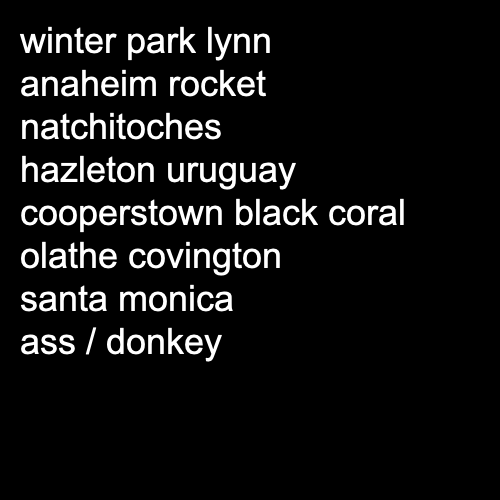 winter park lynn
anaheim rocket
natchitoches
hazleton uruguay
cooperstown black coral
olathe covington
santa monica
ass / donkey